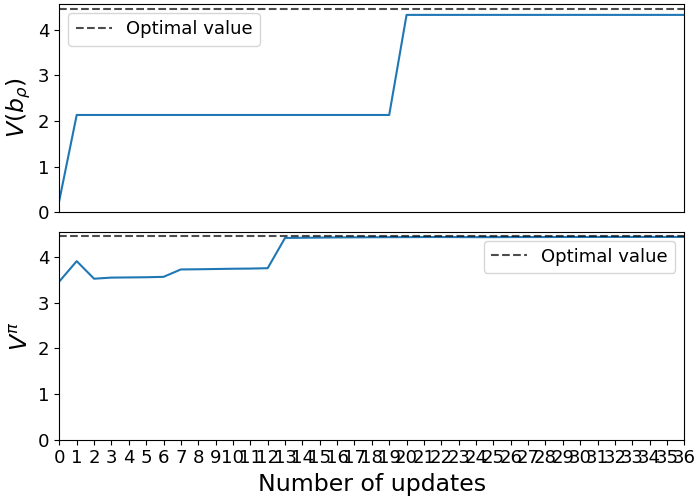 4
3
2
1
0
V(b_ρ)
Optimal value
4
3
2
1
0
V^π
Optimal value
0 1 2 3 4 5 6 7 8 9 10 11 12 13 14 15 16 17 18 19 20 21 22 23 24 25 26 27 28 29 30 31 32 33 34 35 36
Number of updates